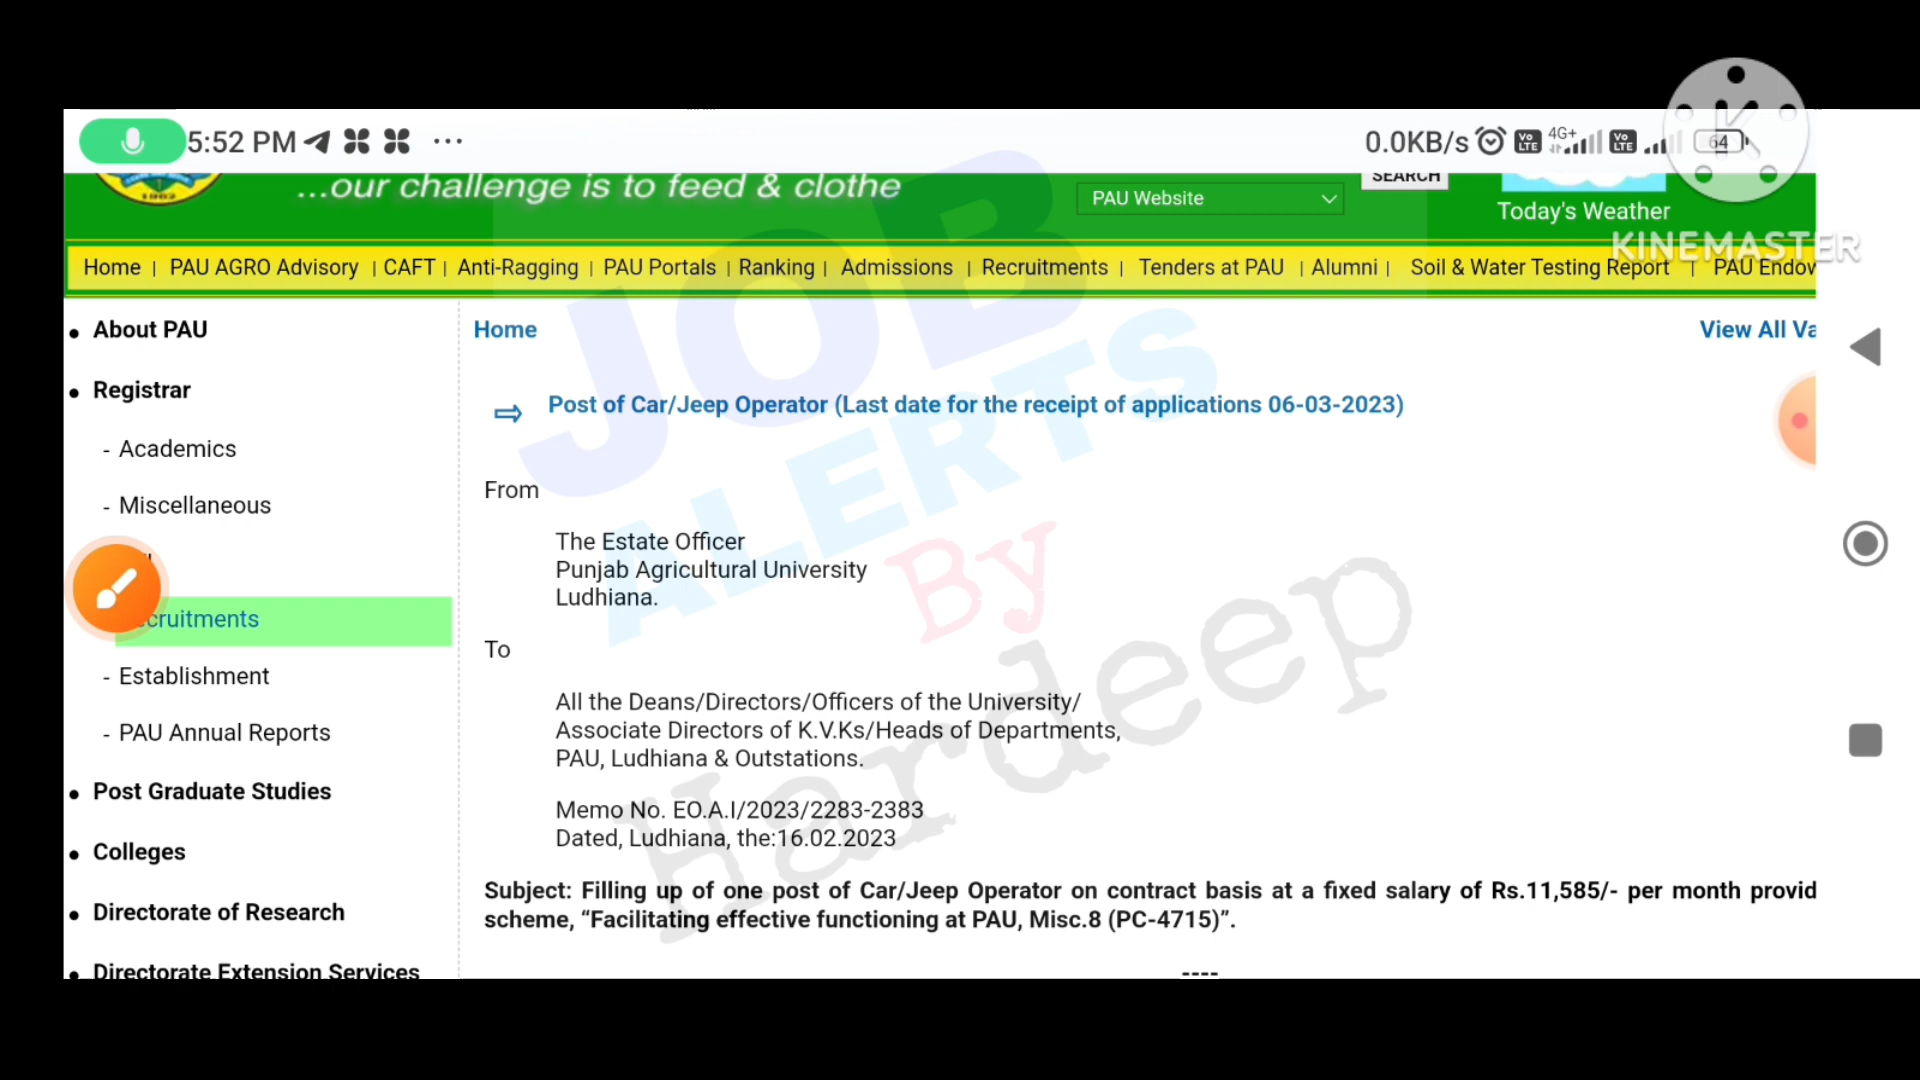 5:52 PM ...
0.0KB/s Vo LTE 4G+ Vo LTE 64
KINEMASTER
1962
...our challenge is to feed & clothe
PAU Website
SEARCH
Today's Weather
Home | PAU AGRO Advisory | CAFT | Anti-Ragging | PAU Portals | Ranking | Admissions | Recruitments | Tenders at PAU | Alumni | Soil & Water Testing Report | PAU Endow
• About PAU
• Registrar
- Academics
- Miscellaneous
cruitments
- Establishment
- PAU Annual Reports
• Post Graduate Studies
• Colleges
• Directorate of Research
• Directorate Extension Services
Home
View All Va
⇨ Post of Car/Jeep Operator (Last date for the receipt of applications 06-03-2023)
From
The Estate Officer
Punjab Agricultural University
Ludhiana.
To
All the Deans/Directors/Officers of the University/
Associate Directors of K.V.Ks/Heads of Departments,
PAU, Ludhiana & Outstations.
Memo No. EO.A.I/2023/2283-2383
Dated, Ludhiana, the:16.02.2023
Subject: Filling up of one post of Car/Jeep Operator on contract basis at a fixed salary of Rs.11,585/- per month provid
scheme, “Facilitating effective functioning at PAU, Misc.8 (PC-4715)”.
----
JOB
ALERTS
By
Hardeep